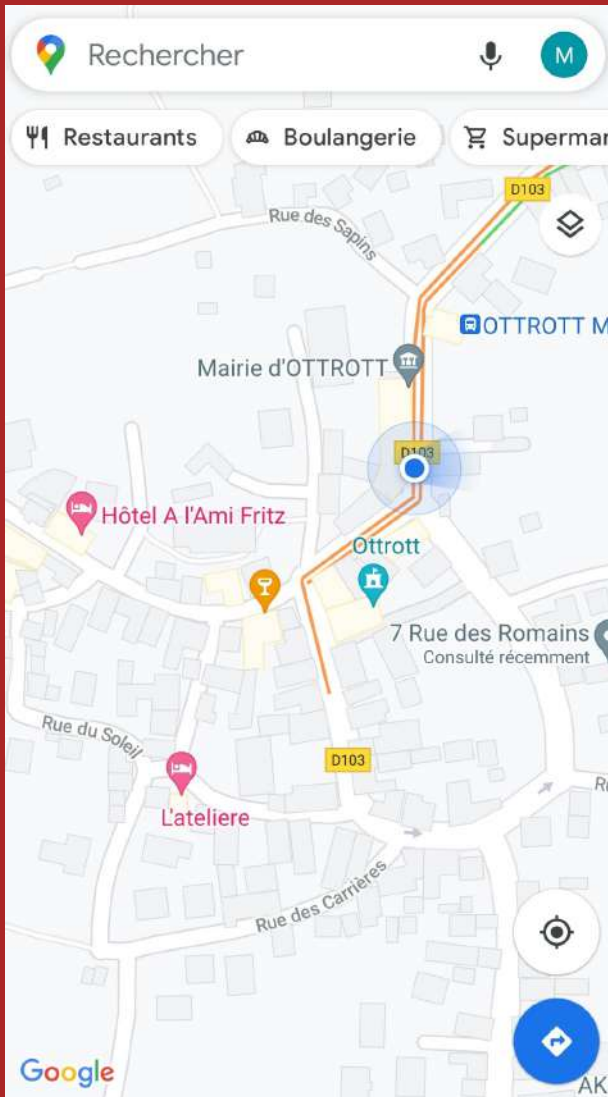 Rechercher
M
Restaurants
Boulangerie
Supermar
D103
Rue des Sapins
OTTROTT M
Mairie d'OTTROTT
D103
Hôtel A l'Ami Fritz
Ottrott
7 Rue des Romains
Consulté récemment
Rue du Soleil
D103
Ru
L'ateliere
Rue des Carrières
Google
AK